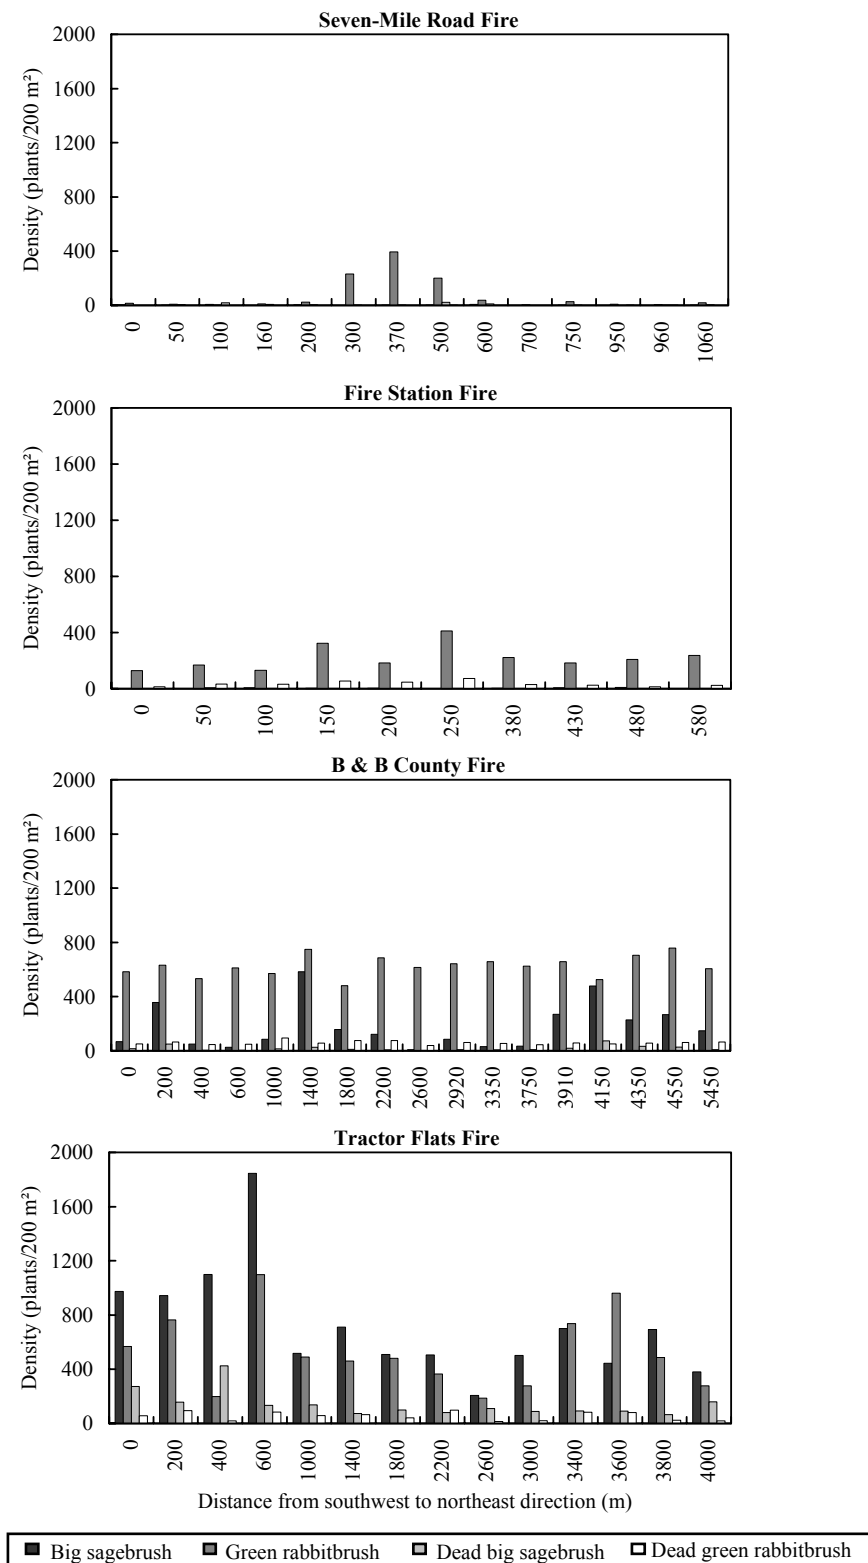 Seven-Mile Road Fire
Density (plants/200 m²)
2000
1600
1200
800
400
0
0 50 100 160 200 300 370 500 600 700 750 950 960 1060
Fire Station Fire
Density (plants/200 m²)
2000
1600
1200
800
400
0
0 50 100 150 200 250 380 430 480 580
B & B County Fire
Density (plants/200 m²)
2000
1600
1200
800
400
0
0 200 400 600 1000 1400 1800 2200 2600 2920 3350 3750 3910 4150 4350 4550 5450
Tractor Flats Fire
Density (plants/200 m²)
2000
1600
1200
800
400
0
0 200 400 600 1000 1400 1800 2200 2600 3000 3400 3600 3800 4000
Distance from southwest to northeast direction (m)
Big sagebrush Green rabbitbrush Dead big sagebrush Dead green rabbitbrush